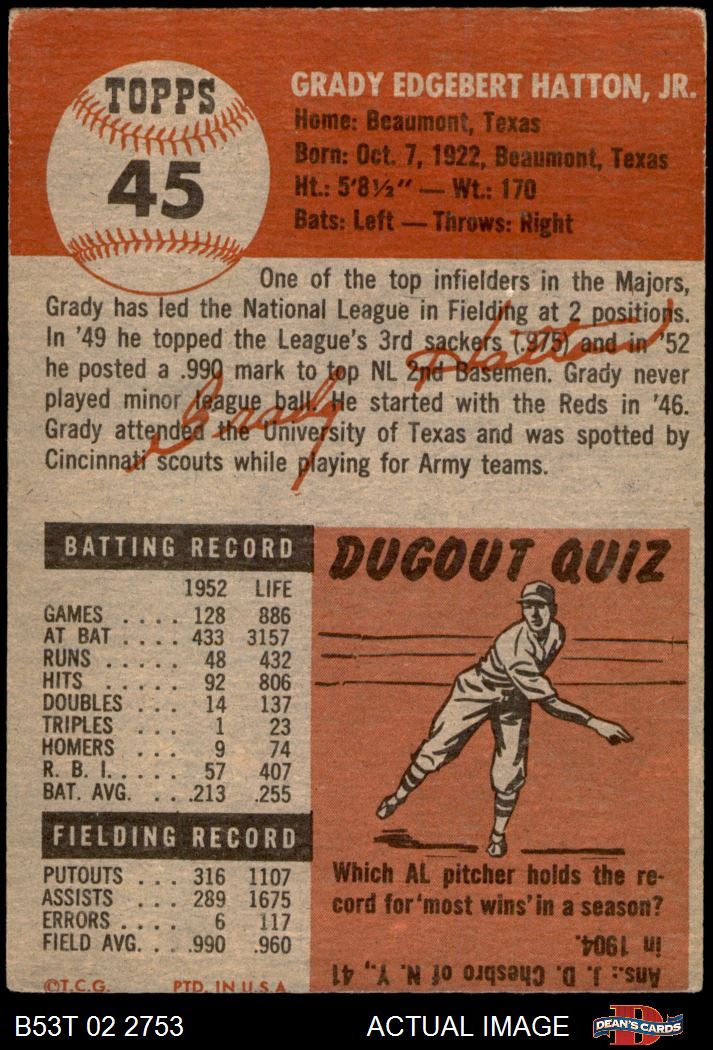 TOPPS
45
GRADY EDGEBERT HATTON, JR.
Home: Beaumont, Texas
Born: Oct. 7, 1922, Beaumont, Texas
Ht.: 5'8½" — Wt.: 170
Bats: Left — Throws: Right
One of the top infielders in the Majors,
Grady has led the National League in Fielding at 2 positions.
In '49 he topped the League's 3rd sackers (.975) and in '52
he posted a .990 mark to top NL 2nd Basemen. Grady never
played minor league ball. He started with the Reds in '46.
Grady attended the University of Texas and was spotted by
Cincinnati scouts while playing for Army teams.
Grady Hatton
BATTING RECORD
1952 LIFE
GAMES . . . . 128 886
AT BAT . . . . 433 3157
RUNS . . . . . 48 432
HITS . . . . . 92 806
DOUBLES . . . 14 137
TRIPLES . . . 1 23
HOMERS . . . 9 74
R. B. I. . . . . 57 407
BAT. AVG. . . .213 .255
FIELDING RECORD
PUTOUTS . . . 316 1107
ASSISTS . . . 289 1675
ERRORS . . . . 6 117
FIELD AVG. . . .990 .960
©T.C.G. PTD. IN U.S.A.
DUGOUT QUIZ
Which AL pitcher holds the re-
cord for 'most wins' in a season?
Ans.: J. D. Chesbro of N. Y., 41
in 1904.
B53T 02 2753
ACTUAL IMAGE
D
DEAN'S CARDS